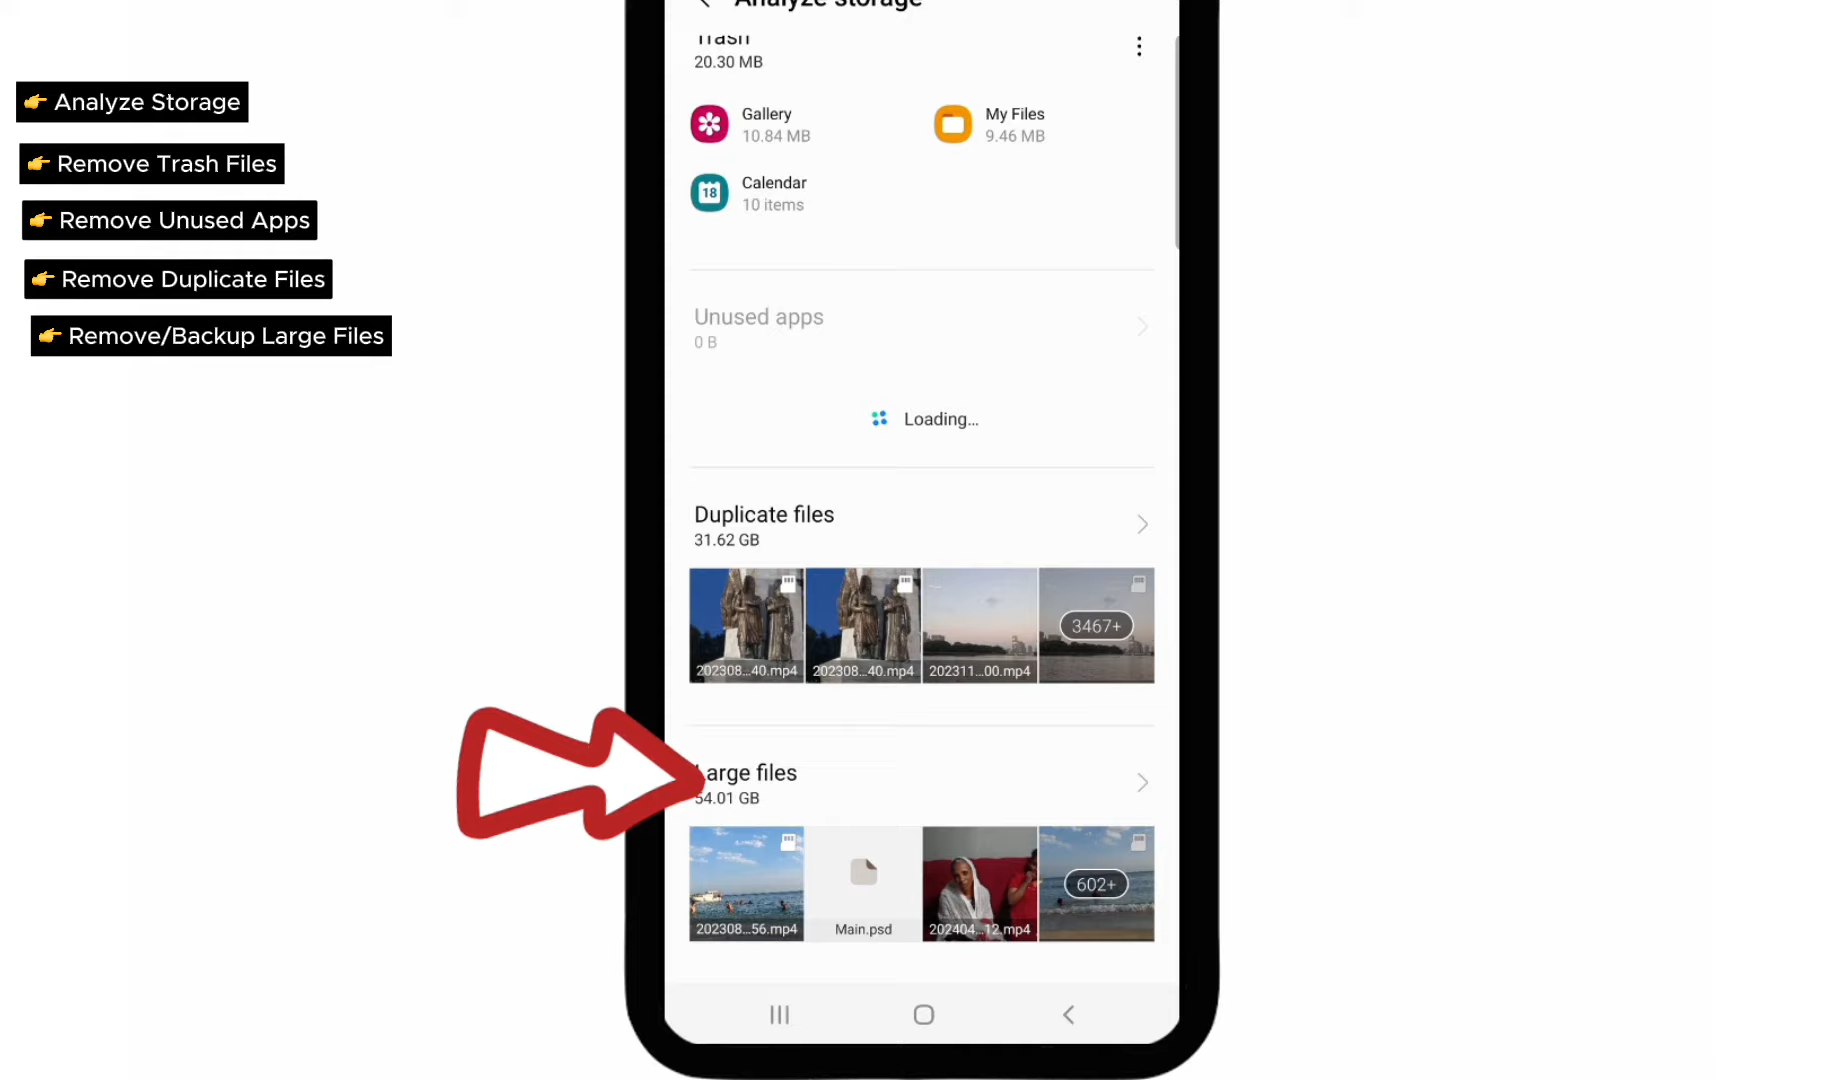 Analyze storage
Trash
20.30 MB
Gallery
10.84 MB
My Files
9.46 MB
18
Calendar
10 items
Unused apps
0 B
Loading...
Duplicate files
31.62 GB
202308...40.mp4
202308...40.mp4
202311...00.mp4
3467+
Large files
54.01 GB
202308...56.mp4
Main.psd
202404...12.mp4
602+
👉 Analyze Storage
👉 Remove Trash Files
👉 Remove Unused Apps
👉 Remove Duplicate Files
👉 Remove/Backup Large Files